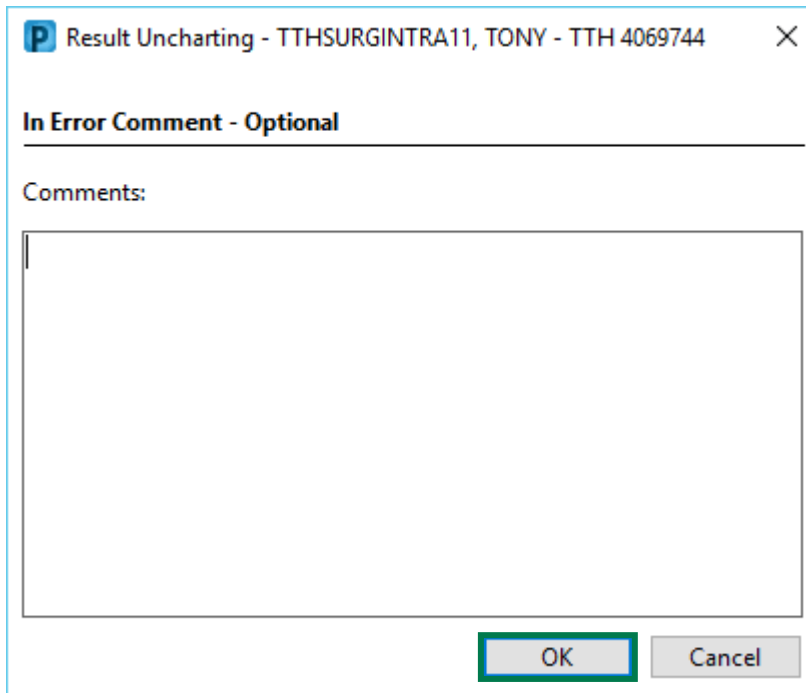 P Result Uncharting - TTHSURGINTRA11, TONY - TTH 4069744
In Error Comment - Optional
Comments:
OK Cancel